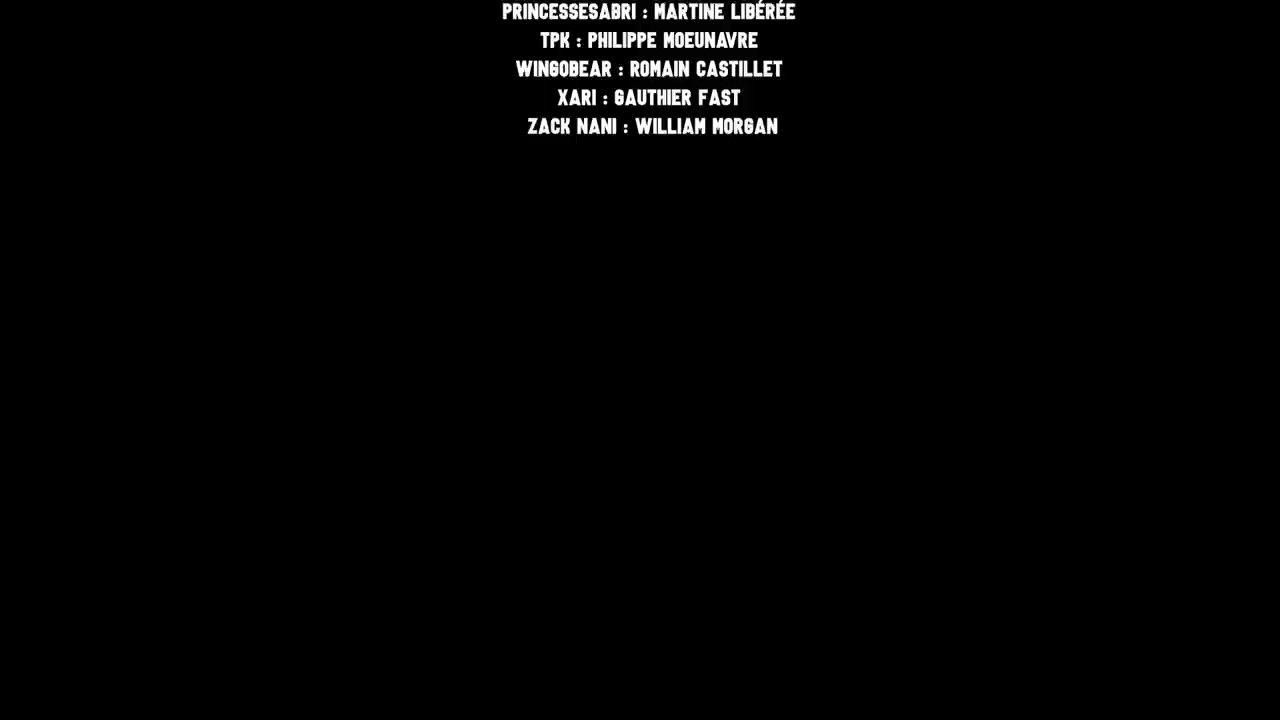 PRINCESSESABRI : MARTINE LIBÉRÉE
TPK : PHILIPPE MOEUNAVRE
WINGOBEAR : ROMAIN CASTILLET
XARI : GAUTHIER FAST
ZACK NANI : WILLIAM MORGAN